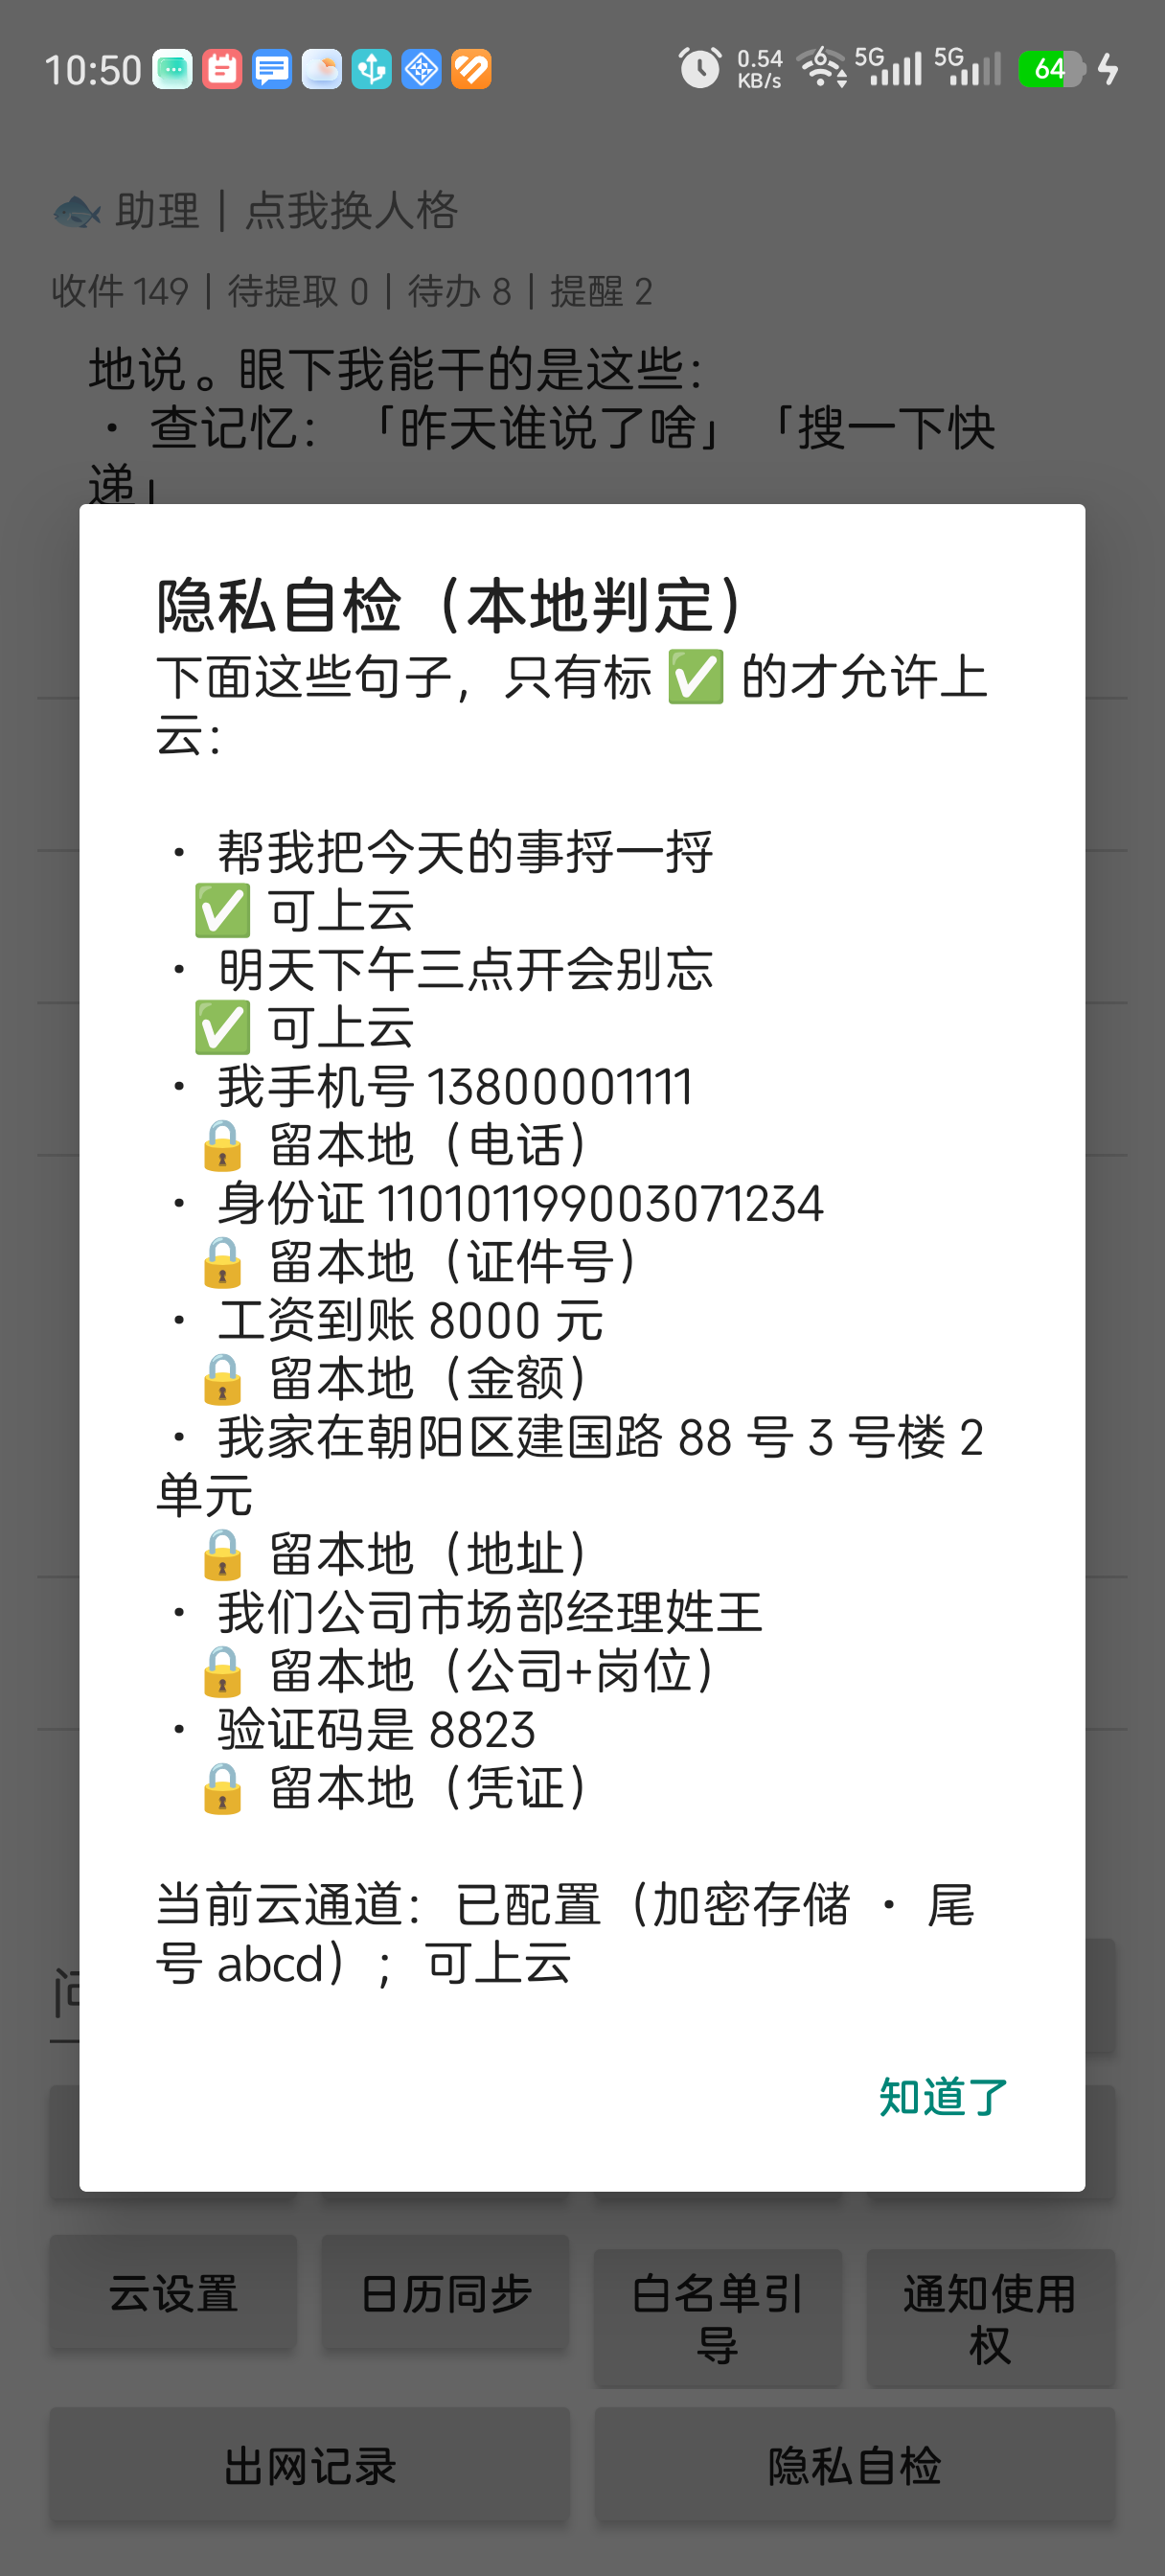 10:50
0.54
KB/s
6
5G
5G
64
助理 | 点我换人格
收件 149 | 待提取 0 | 待办 8 | 提醒 2
地说。眼下我能干的是这些：
· 查记忆：「昨天谁说了啥」「搜一下快
递」
隐私自检（本地判定）
下面这些句子，只有标 ✅ 的才允许上
云：
· 帮我把今天的事捋一捋
✅ 可上云
· 明天下午三点开会别忘
✅ 可上云
· 我手机号 13800001111
🔒 留本地（电话）
· 身份证 110101199003071234
🔒 留本地（证件号）
· 工资到账 8000 元
🔒 留本地（金额）
· 我家在朝阳区建国路 88 号 3 号楼 2
单元
🔒 留本地（地址）
· 我们公司市场部经理姓王
🔒 留本地（公司+岗位）
· 验证码是 8823
🔒 留本地（凭证）
当前云通道：已配置（加密存储 · 尾
号 abcd）；可上云
知道了
云设置
日历同步
白名单引
导
通知使用
权
出网记录
隐私自检